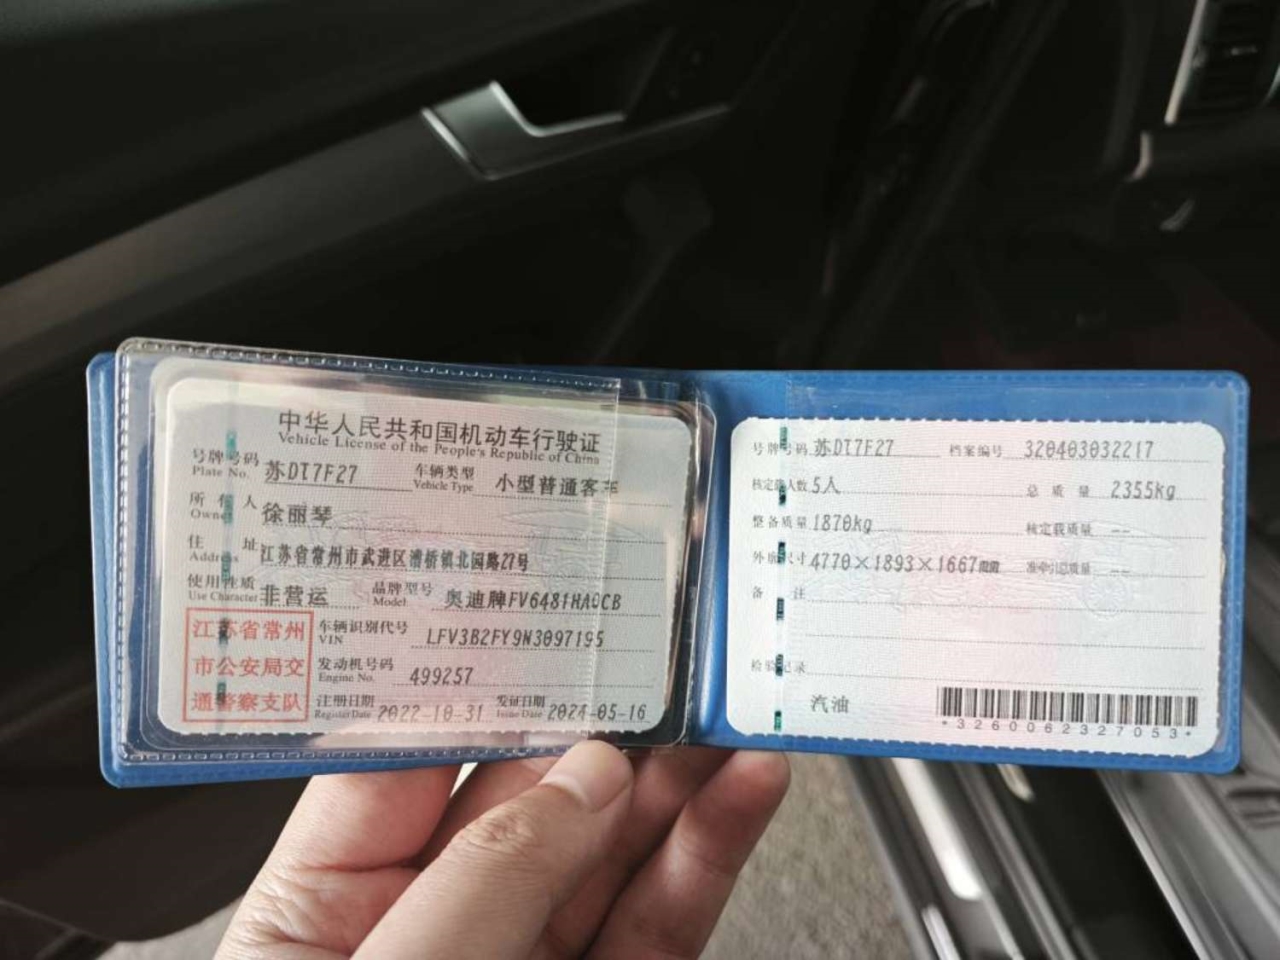 中华人民共和国机动车行驶证
Vehicle License of the People's Republic of China
号牌号码 Plate No. 苏Dl7F27 车辆类型 Vehicle Type 小型普通客车
所有人 Owner 徐丽琴
住址 Address 江苏省常州市武进区漕桥镇北园路27号
使用性质 Use Character 非营运 品牌型号 Model 奥迪牌FV6481HAQCB
江苏省常州
市公安局交
通警察支队
车辆识别代号 VIN LFV3B2FY9N3097195
发动机号码 Engine No. 499257
注册日期 Register Date 2022-10-31 发证日期 Issue Date 2024-05-16
号牌号码 苏Dl7F27 档案编号 320403032217
核定载人数 5人 总质量 2355kg
整备质量 1870kg 核定载质量 --
外廓尺寸 4770×1893×1667mm 准牵引总质量 --
备注
检验记录
汽油
*3260062327053*